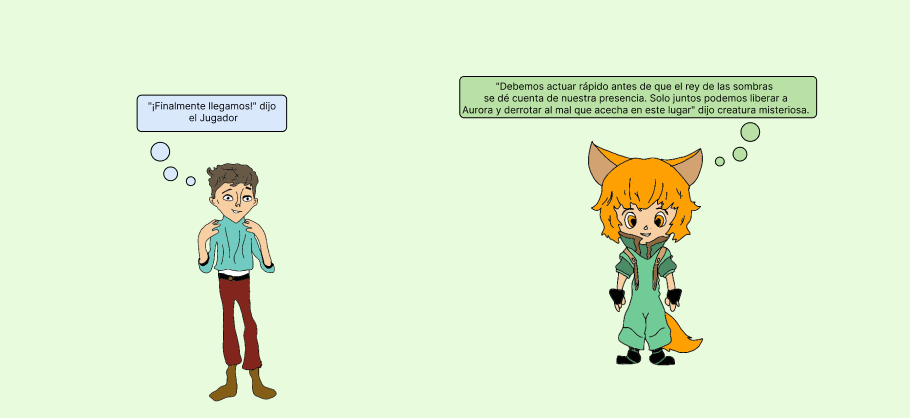 "¡Finalmente llegamos!" dijo
el Jugador
"Debemos actuar rápido antes de que el rey de las sombras
se dé cuenta de nuestra presencia. Solo juntos podemos liberar a
Aurora y derrotar al mal que acecha en este lugar" dijo creatura misteriosa.